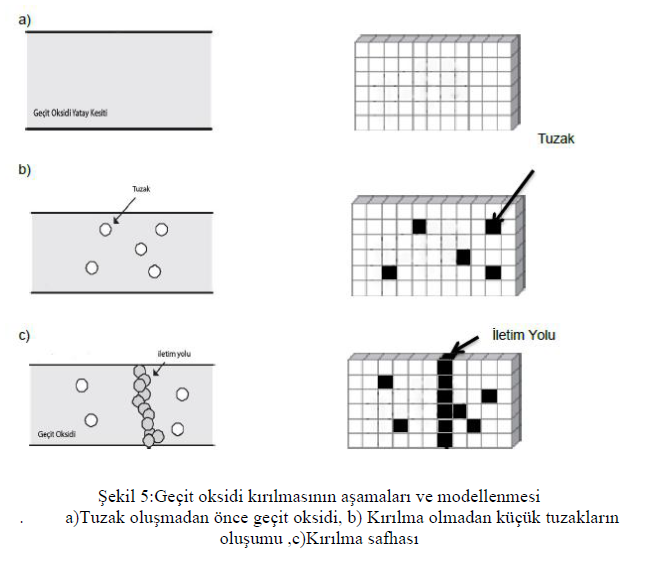 a)
Geçit Oksidi Yatay Kesiti
Tuzak
b)
Tuzak
c)
iletim yolu
İletim Yolu
Geçit Oksidi
Şekil 5:Geçit oksidi kırılmasının aşamaları ve modellenmesi
. a)Tuzak oluşmadan önce geçit oksidi, b) Kırılma olmadan küçük tuzakların
oluşumu ,c)Kırılma safhası